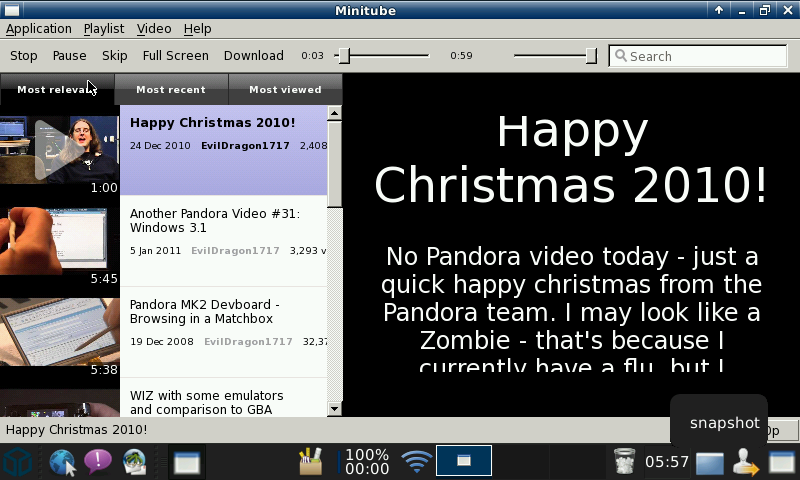 Minitube
Application Playlist Video Help
Stop Pause Skip Full Screen Download 0:03 0:59 Search
Most relevant Most recent Most viewed
Happy Christmas 2010!
24 Dec 2010 EvilDragon1717 2,408
1:00
Another Pandora Video #31:
Windows 3.1
5 Jan 2011 EvilDragon1717 3,293 v
5:45
Pandora MK2 Devboard -
Browsing in a Matchbox
19 Dec 2008 EvilDragon1717 32,37
5:38
WIZ with some emulators
and comparison to GBA
Happy
Christmas 2010!
No Pandora video today - just a
quick happy christmas from the
Pandora team. I may look like a
Zombie - that's because I
currently have a flu, but I
snapshot
Happy Christmas 2010!
100%
00:00
05:57